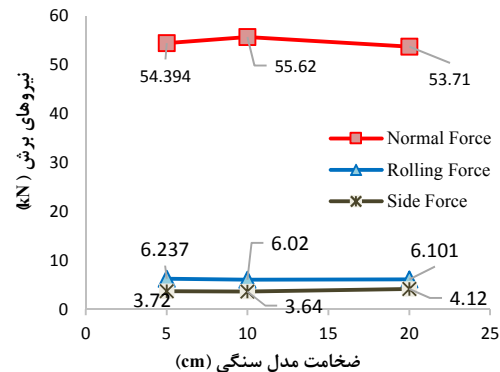 نیروهای برش (kN)
60
50
40
30
20
10
0
54.394
55.62
53.71
Normal Force
Rolling Force
Side Force
6.237
6.02
6.101
3.72
3.64
4.12
0 5 10 15 20 25
ضخامت مدل سنگی (cm)